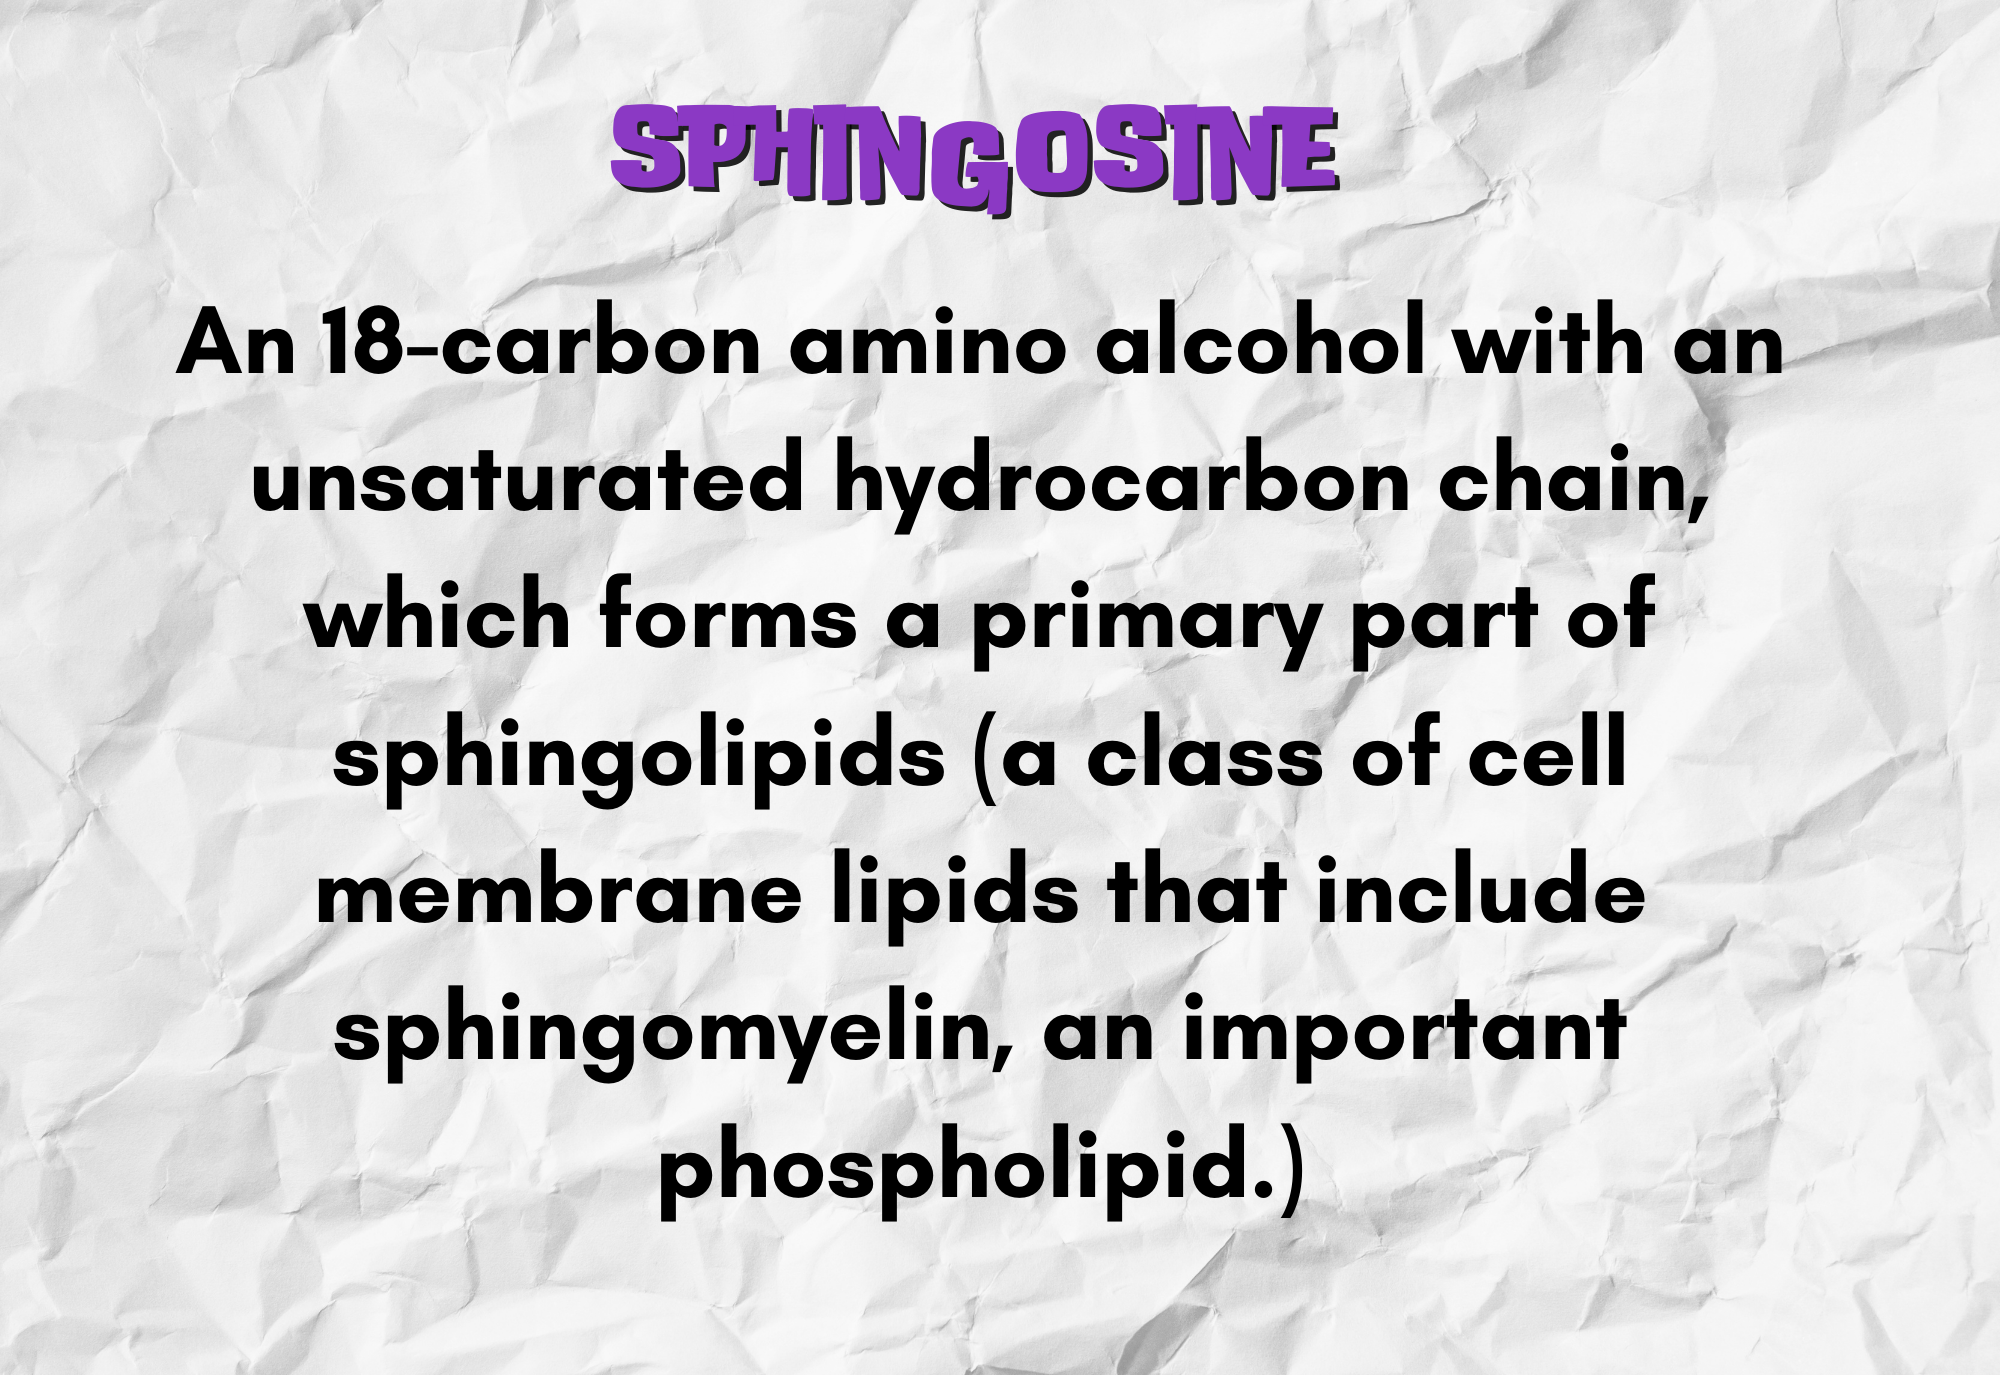 SPHINGOSINE
An 18-carbon amino alcohol with an
unsaturated hydrocarbon chain,
which forms a primary part of
sphingolipids (a class of cell
membrane lipids that include
sphingomyelin, an important
phospholipid.)